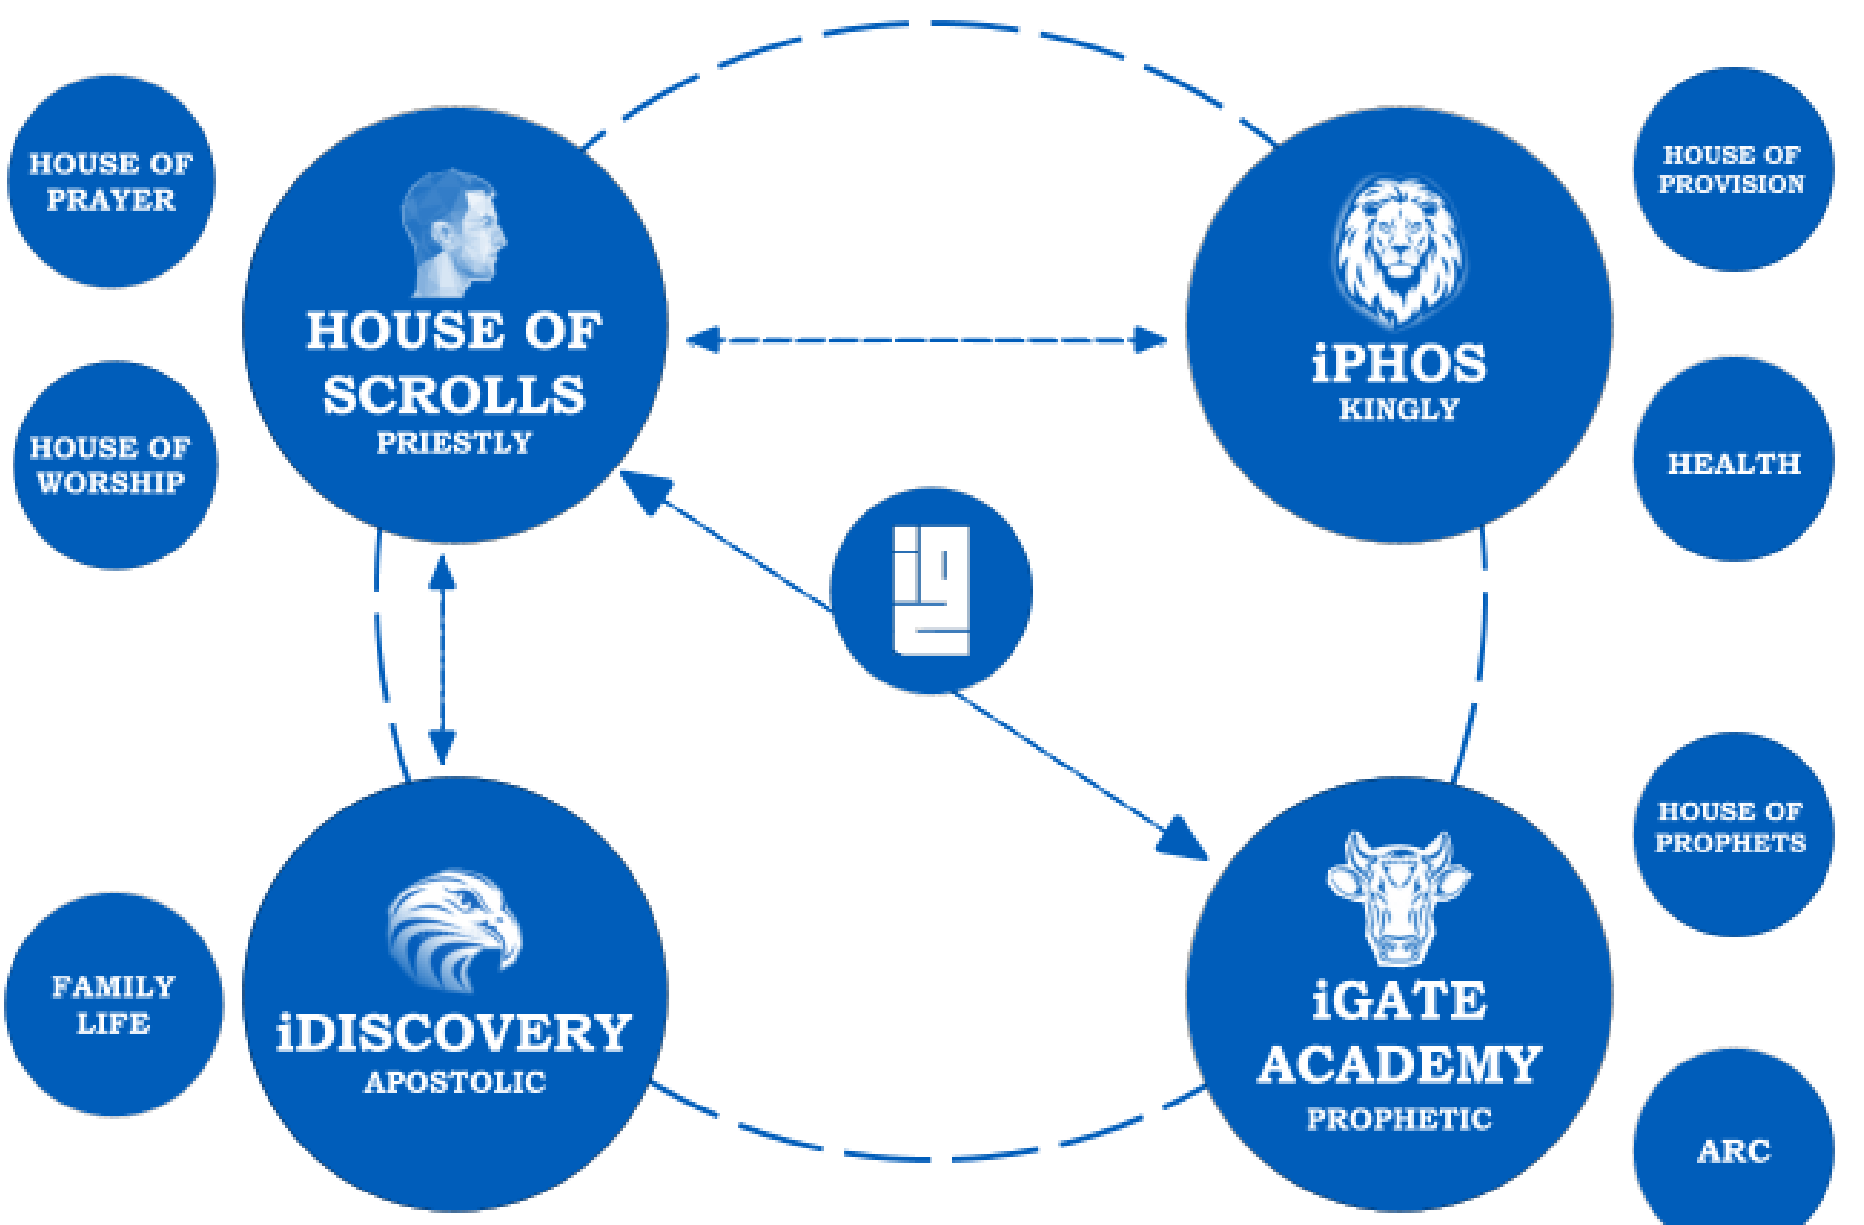 HOUSE OF
PRAYER
HOUSE OF
WORSHIP
FAMILY
LIFE
HOUSE OF
SCROLLS
PRIESTLY
iPHOS
KINGLY
ig
iDISCOVERY
APOSTOLIC
iGATE
ACADEMY
PROPHETIC
HOUSE OF
PROVISION
HEALTH
HOUSE OF
PROPHETS
ARC